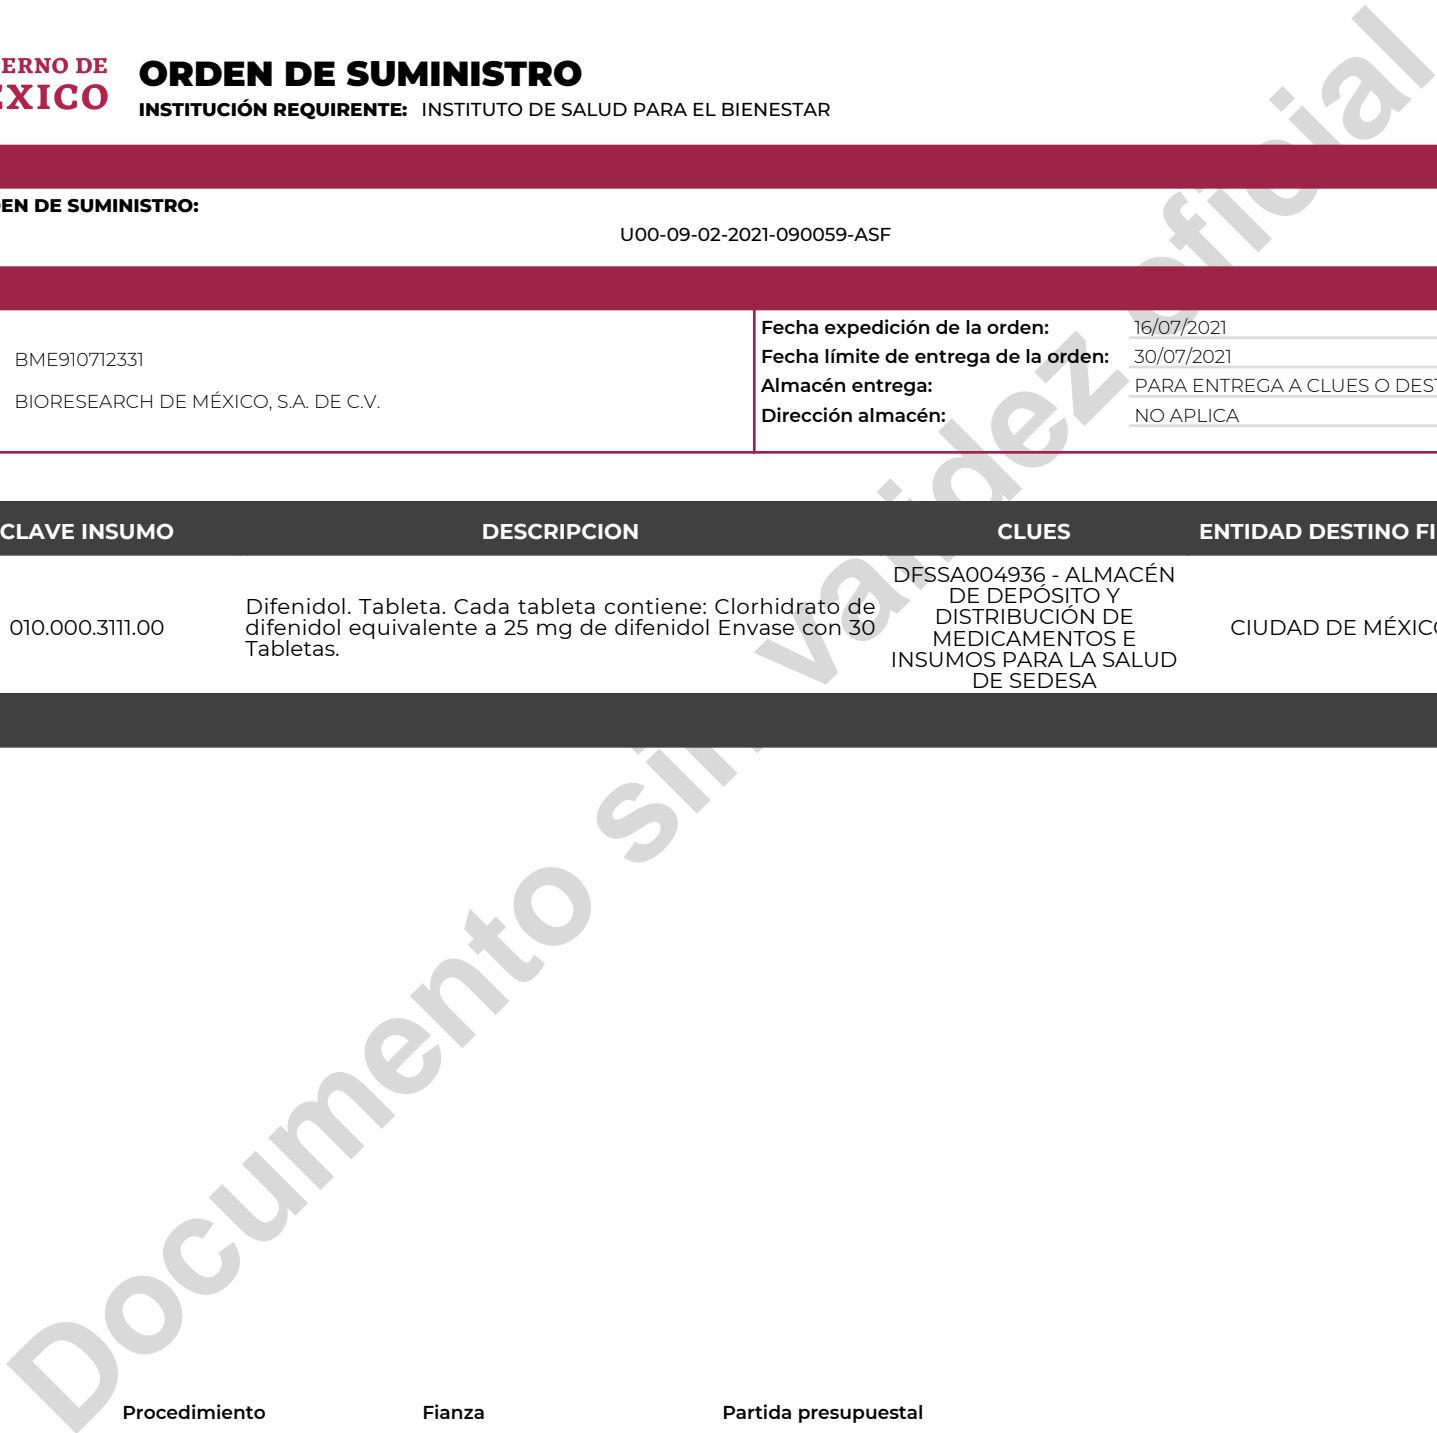 ERNO DE
ÉXICO
ORDEN DE SUMINISTRO
INSTITUCIÓN REQUIRENTE: INSTITUTO DE SALUD PARA EL BIENESTAR
EN DE SUMINISTRO:
U00-09-02-2021-090059-ASF
BME910712331
BIORESEARCH DE MÉXICO, S.A. DE C.V.
Fecha expedición de la orden: 16/07/2021
Fecha límite de entrega de la orden: 30/07/2021
Almacén entrega: PARA ENTREGA A CLUES O DEST
Dirección almacén: NO APLICA
CLAVE INSUMO DESCRIPCION CLUES ENTIDAD DESTINO FI
010.000.3111.00
Difenidol. Tableta. Cada tableta contiene: Clorhidrato de
difenidol equivalente a 25 mg de difenidol Envase con 30
Tabletas.
DFSSA004936 - ALMACÉN
DE DEPÓSITO Y
DISTRIBUCIÓN DE
MEDICAMENTOS E
INSUMOS PARA LA SALUD
DE SEDESA
CIUDAD DE MÉXICO
Documento sin validez oficial
Procedimiento Fianza Partida presupuestal